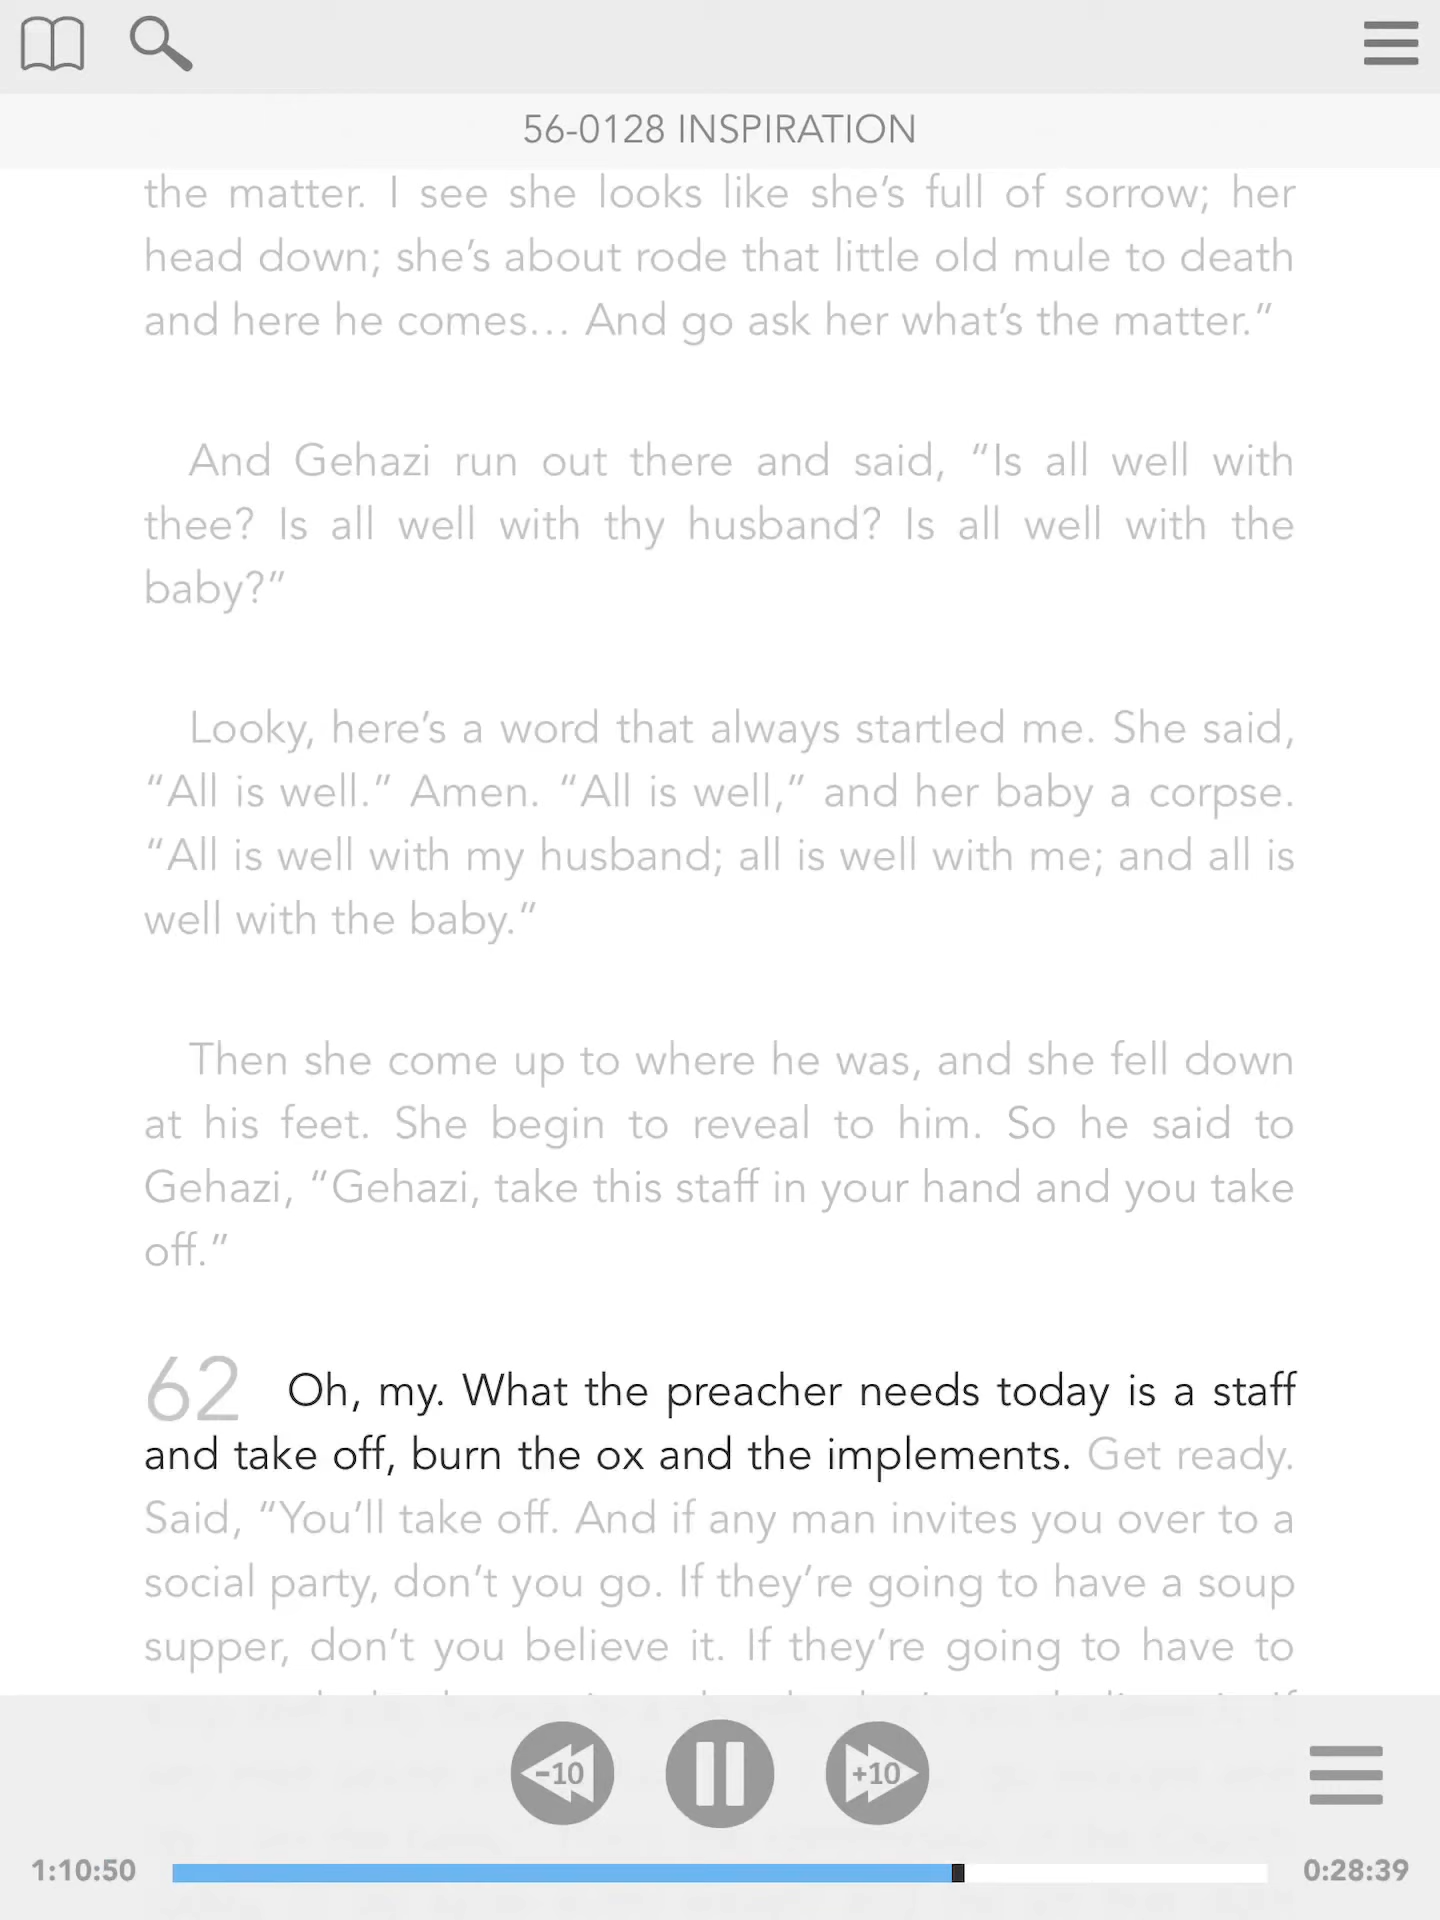 56-0128 INSPIRATION
the matter. I see she looks like she’s full of sorrow; her
head down; she’s about rode that little old mule to death
and here he comes… And go ask her what’s the matter.”
And Gehazi run out there and said, “Is all well with
thee? Is all well with thy husband? Is all well with the
baby?”
Looky, here’s a word that always startled me. She said,
“All is well.” Amen. “All is well,” and her baby a corpse.
“All is well with my husband; all is well with me; and all is
well with the baby.”
Then she come up to where he was, and she fell down
at his feet. She begin to reveal to him. So he said to
Gehazi, “Gehazi, take this staff in your hand and you take
off.”
62 Oh, my. What the preacher needs today is a staff
and take off, burn the ox and the implements. Get ready.
Said, “You’ll take off. And if any man invites you over to a
social party, don’t you go. If they’re going to have a soup
supper, don’t you believe it. If they’re going to have to
-10 +10
1:10:50 0:28:39